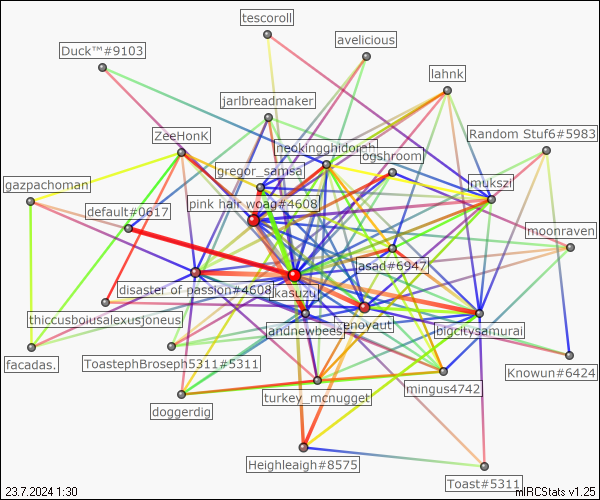 tescoroll
avelicious
Duck™#9103
lahnk
jarlbreadmaker
Random Stuf6#5983
ZeeHonK
neokingghidorah
ogshroom
gregor_samsa
mukszi
gazpachoman
pink hair woag#4608
default#0617
moonraven
asad#6947
disaster of passion#4608
jkasuzu
thiccusboiusalexusjoneus
enoyaut
andnewbees
bigcitysamurai
facadas.
ToastephBroseph5311#5311
Knowun#6424
mingus4742
turkey_mcnugget
doggerdig
Heighleaigh#8575
Toast#5311
23.7.2024 1:30
mIRCStats v1.25